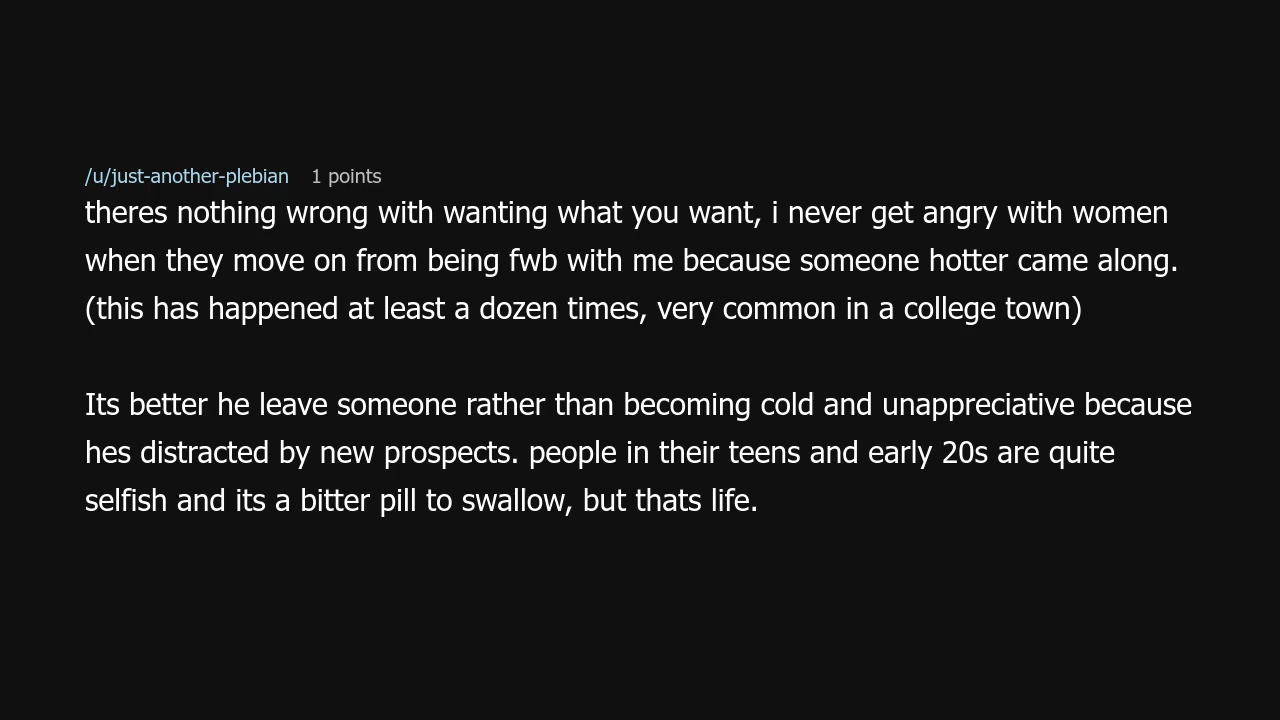 /u/just-another-plebian 1 points
theres nothing wrong with wanting what you want, i never get angry with women
when they move on from being fwb with me because someone hotter came along.
(this has happened at least a dozen times, very common in a college town)
Its better he leave someone rather than becoming cold and unappreciative because
hes distracted by new prospects. people in their teens and early 20s are quite
selfish and its a bitter pill to swallow, but thats life.